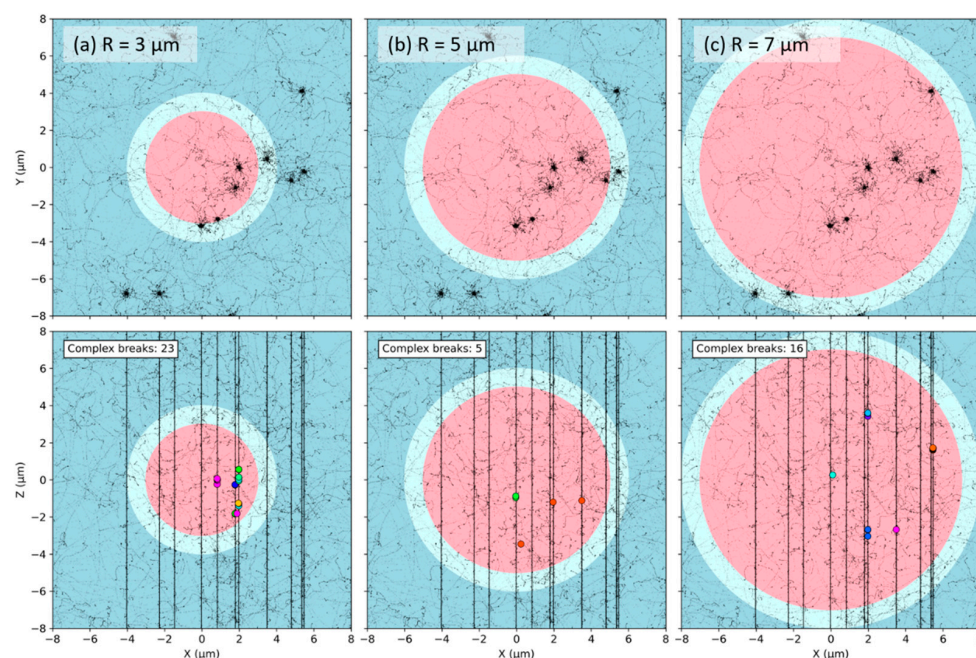 (a) R = 3 µm
(b) R = 5 µm
(c) R = 7 µm
8
6
4
2
0
−2
−4
−6
−8
Y (µm)
Complex breaks: 23
Complex breaks: 5
Complex breaks: 16
8
6
4
2
0
−2
−4
−6
−8
Z (µm)
−8 −6 −4 −2 0 2 4 6 8
−8 −6 −4 −2 0 2 4 6 8
−8 −6 −4 −2 0 2 4 6
X (µm)
X (µm)
X (µm)